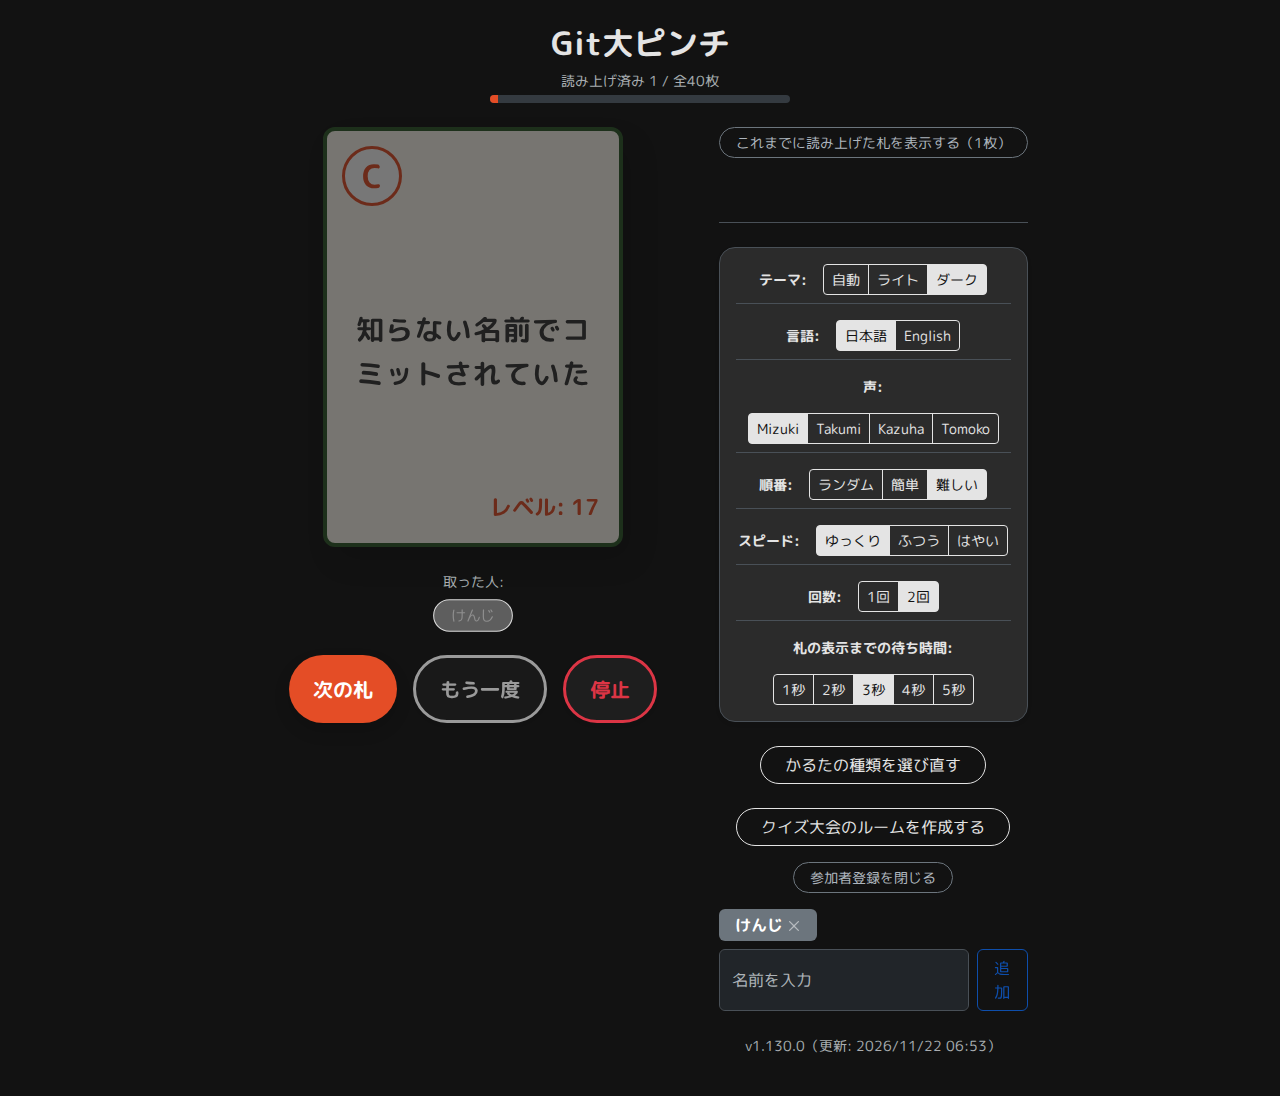 Git大ピンチ
読み上げ済み 1 / 全40枚
C
知らない名前でコ
ミットされていた
レベル: 17
取った人:
けんじ
次の札
もう一度
停止
これまでに読み上げた札を表示する（1枚）
テーマ: 自動 ライト ダーク
言語: 日本語 English
声:
Mizuki Takumi Kazuha Tomoko
順番: ランダム 簡単 難しい
スピード: ゆっくり ふつう はやい
回数: 1回 2回
札の表示までの待ち時間:
1秒 2秒 3秒 4秒 5秒
かるたの種類を選び直す
クイズ大会のルームを作成する
参加者登録を閉じる
けんじ ×
名前を入力
追
加
v1.130.0（更新: 2026/11/22 06:53）